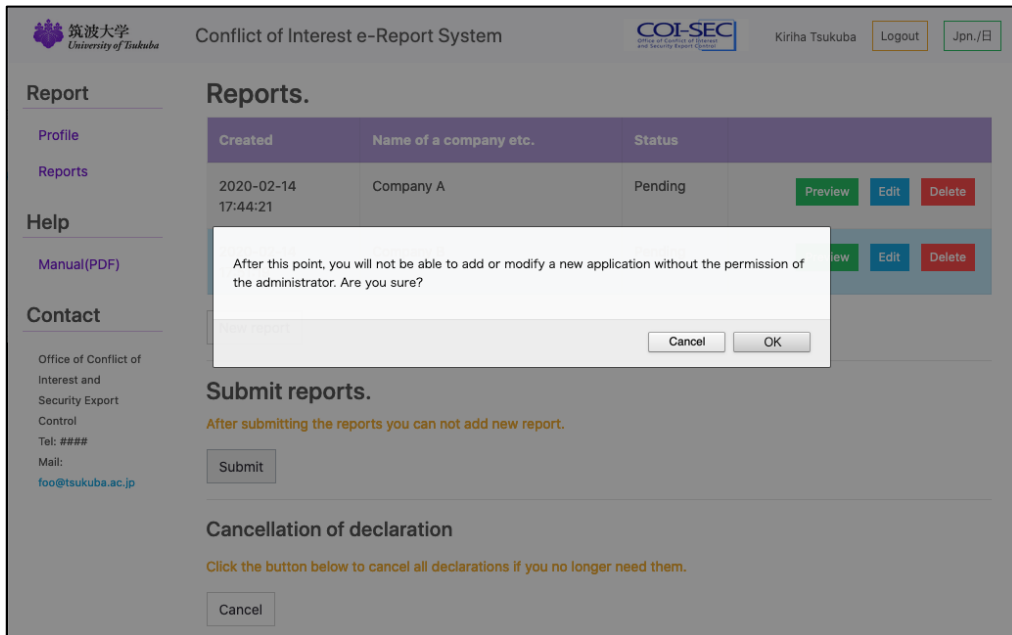 筑波大学
University of Tsukuba
Conflict of Interest e-Report System
COI-SEC
Office of Conflict of Interest
and Security Export Control
Kiriha Tsukuba
Logout
Jpn./日
Report
Profile
Reports
Help
Manual(PDF)
Contact
Office of Conflict of
Interest and
Security Export
Control
Tel: ####
Mail:
foo@tsukuba.ac.jp
Reports.
Created Name of a company etc. Status
2020-02-14 Company A Pending Preview Edit Delete
17:44:21
Edit Delete
After this point, you will not be able to add or modify a new application without the permission of
the administrator. Are you sure?
New report
Cancel OK
Submit reports.
After submitting the reports you can not add new report.
Submit
Cancellation of declaration
Click the button below to cancel all declarations if you no longer need them.
Cancel